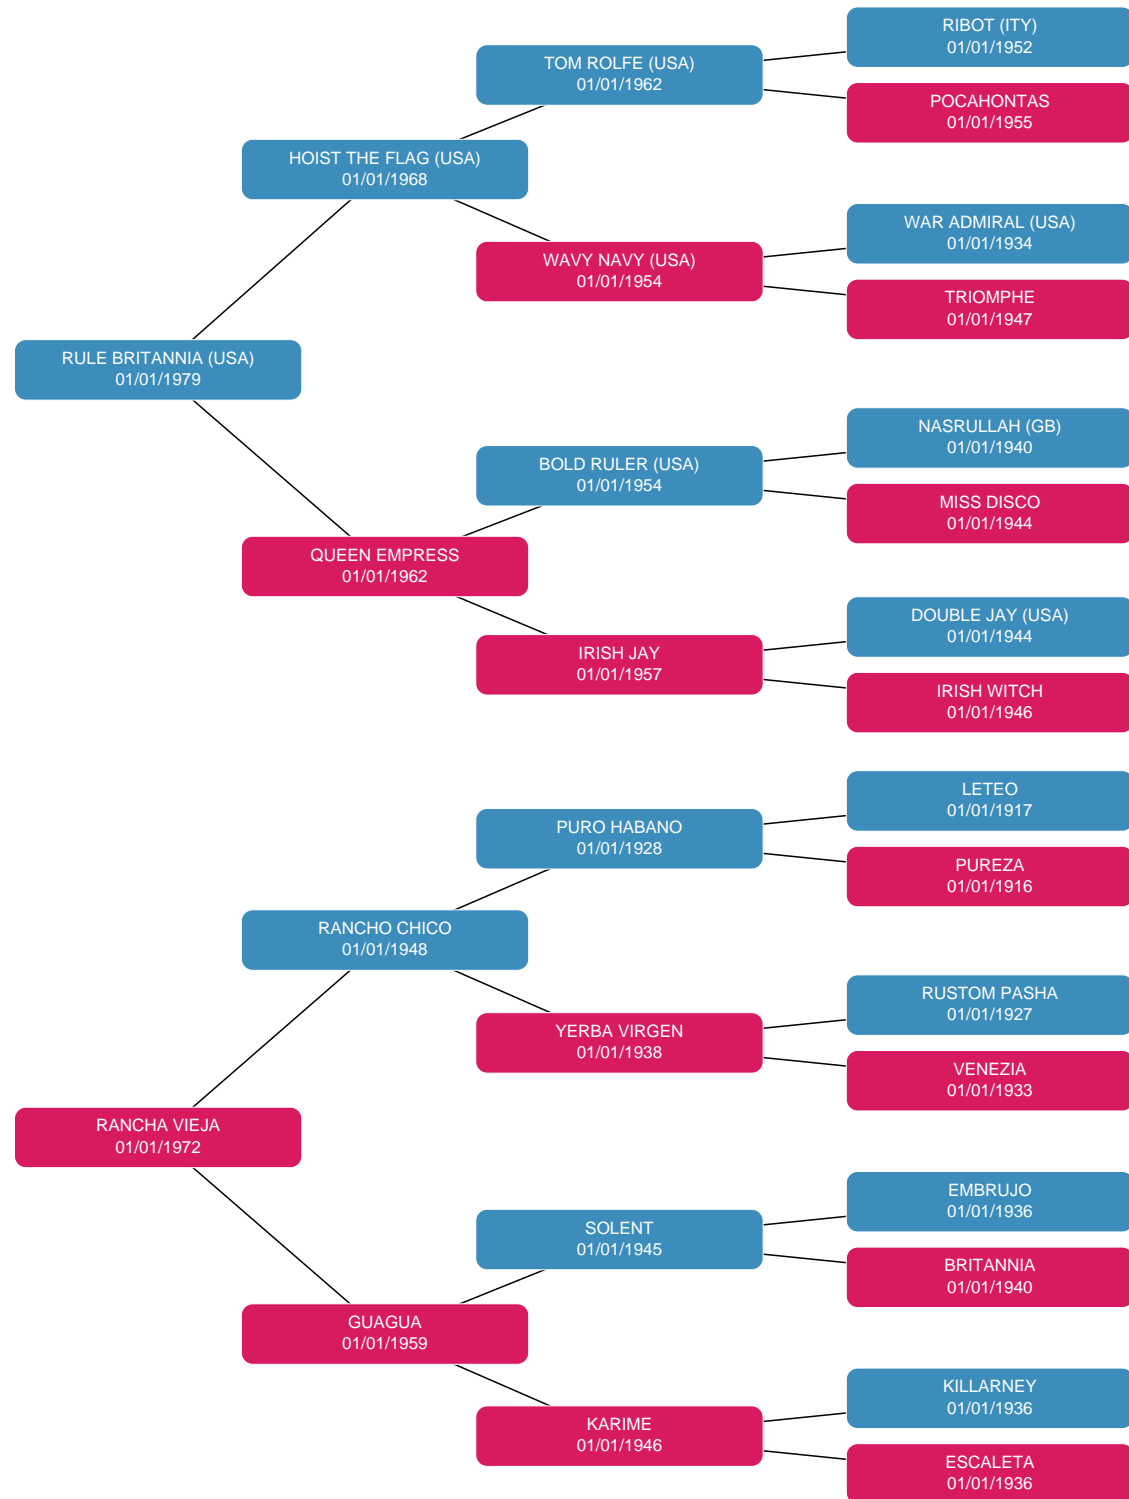 RIBOT (ITY)
01/01/1952
TOM ROLFE (USA)
01/01/1962
POCAHONTAS
01/01/1955
HOIST THE FLAG (USA)
01/01/1968
WAR ADMIRAL (USA)
01/01/1934
WAVY NAVY (USA)
01/01/1954
TRIOMPHE
01/01/1947
RULE BRITANNIA (USA)
01/01/1979
NASRULLAH (GB)
01/01/1940
BOLD RULER (USA)
01/01/1954
MISS DISCO
01/01/1944
QUEEN EMPRESS
01/01/1962
DOUBLE JAY (USA)
01/01/1944
IRISH JAY
01/01/1957
IRISH WITCH
01/01/1946
LETEO
01/01/1917
PURO HABANO
01/01/1928
PUREZA
01/01/1916
RANCHO CHICO
01/01/1948
RUSTOM PASHA
01/01/1927
YERBA VIRGEN
01/01/1938
VENEZIA
01/01/1933
RANCHA VIEJA
01/01/1972
EMBRUJO
01/01/1936
SOLENT
01/01/1945
BRITANNIA
01/01/1940
GUAGUA
01/01/1959
KILLARNEY
01/01/1936
KARIME
01/01/1946
ESCALETA
01/01/1936